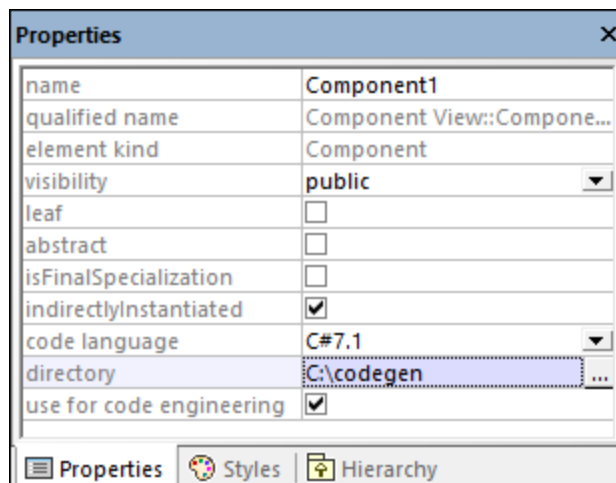 Properties
name Component1
qualified name Component View::Compone...
element kind Component
visibility public
leaf
abstract
isFinalSpecialization
indirectlyInstantiated
code language C#7.1
directory C:\codegen ...
use for code engineering
Properties Styles Hierarchy